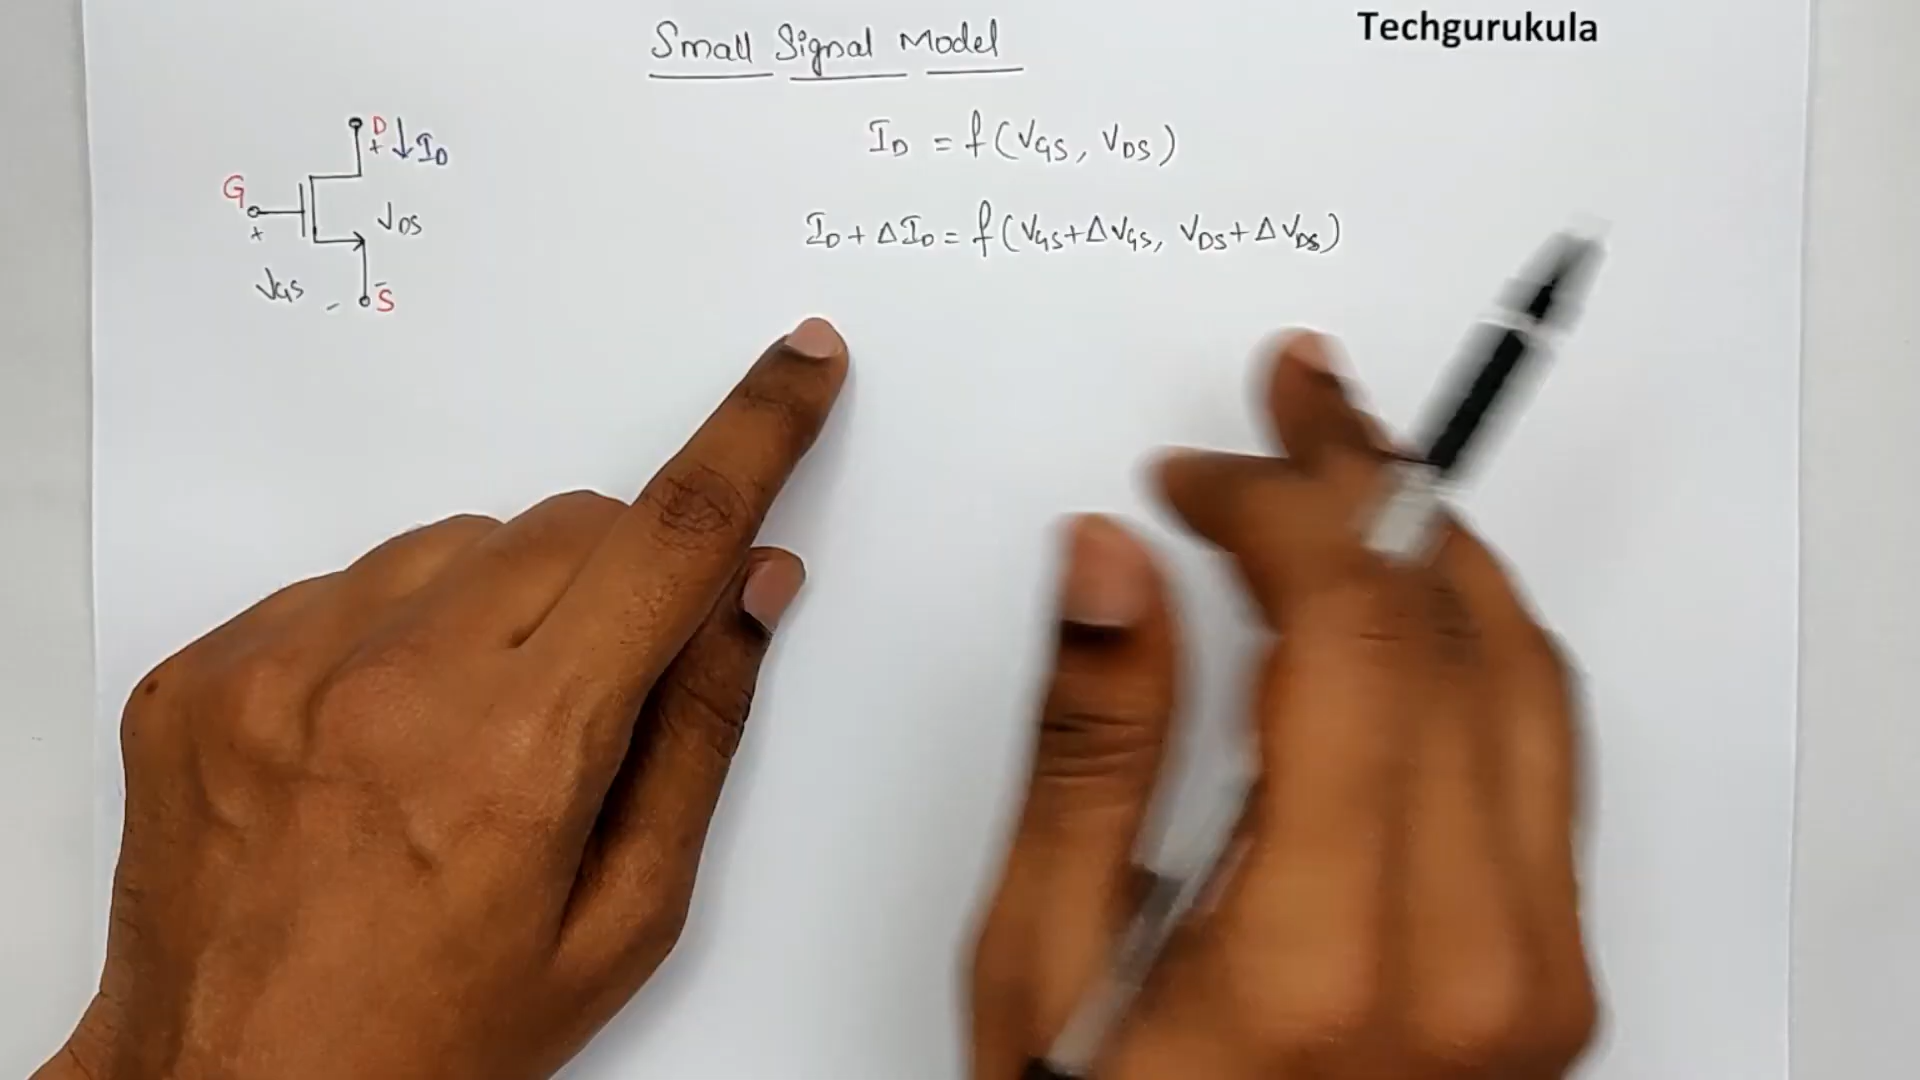 Small Signal Model
Techgurukula
D
+ ↓ I_D
G
+
V_DS
V_GS
-
-
S
I_D = f(V_GS, V_DS)
I_D + ΔI_D = f(V_GS+ΔV_GS, V_DS+ΔV_DS)